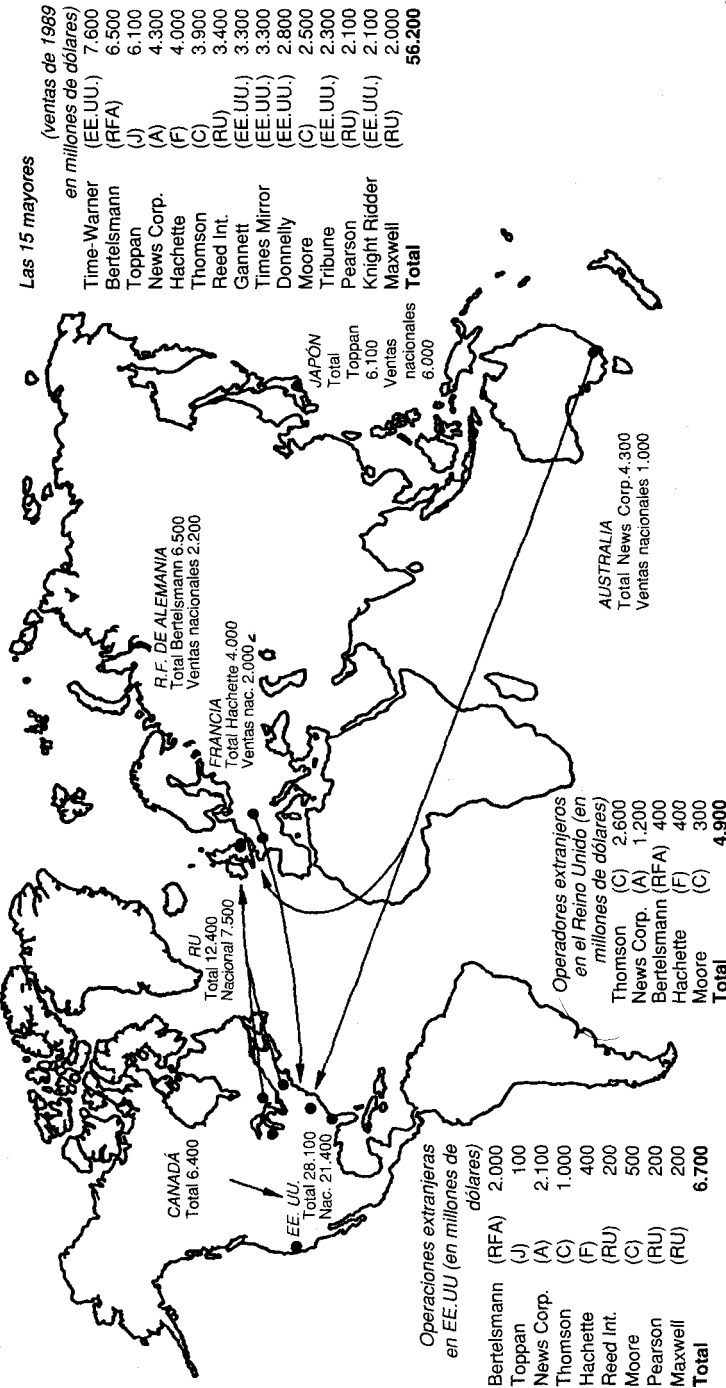 Las 15 mayores
(ventas de 1989
en millones de dólares)
Time-Warner (EE.UU.) 7.600
Bertelsmann (RFA) 6.500
Toppan (J) 6.100
News Corp. (A) 4.300
Hachette (F) 4.000
Thomson (C) 3.900
Reed Int. (RU) 3.400
Gannett (EE.UU.) 3.300
Times Mirror (EE.UU.) 3.300
Donnelly (EE.UU.) 2.800
Moore (C) 2.500
Tribune (EE.UU.) 2.300
Pearson (RU) 2.100
Knight Ridder (EE.UU.) 2.100
Maxwell (RU) 2.000
Total 56.200
CANADÁ
Total 6.400
EE. UU.
Total 28.100
Nac. 21.400
RU
Total 12.400
Nacional 7.500
R.F. DE ALEMANIA
Total Bertelsmann 6.500
Ventas nacionales 2.200
FRANCIA
Total Hachette 4.000
Ventas nac. 2.000
JAPÓN
Total
Toppan
6.100
Ventas
nacionales
6.000
AUSTRALIA
Total News Corp.4.300
Ventas nacionales 1.000
Operaciones extranjeras
en EE.UU (en millones de
dólares)
Bertelsmann (RFA) 2.000
Toppan (J) 100
News Corp. (A) 2.100
Thomson (C) 1.000
Hachette (F) 400
Reed Int. (RU) 200
Moore (C) 500
Pearson (RU) 200
Maxwell (RU) 200
Total 6.700
Operadores extranjeros
en el Reino Unido (en
millones de dólares)
Thomson (C) 2.600
News Corp. (A) 1.200
Bertelsmann (RFA) 400
Hachette (F) 400
Moore (C) 300
Total 4.900